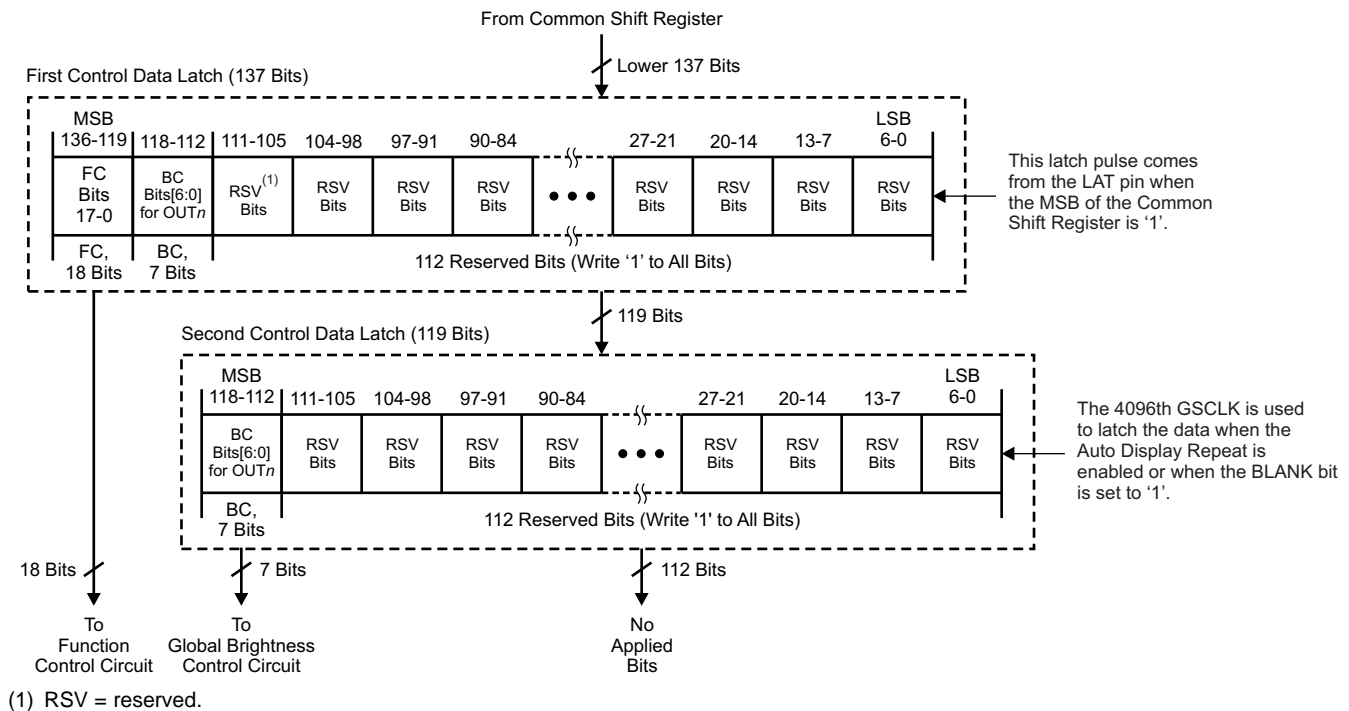 From Common Shift Register
Lower 137 Bits
First Control Data Latch (137 Bits)
MSB
LSB
136-119 118-112 111-105 104-98 97-91 90-84 27-21 20-14 13-7 6-0
FC
Bits
17-0
BC
Bits[6:0]
for OUTn
RSV(1)
Bits
RSV
Bits
RSV
Bits
RSV
Bits
RSV
Bits
RSV
Bits
RSV
Bits
RSV
Bits
This latch pulse comes
from the LAT pin when
the MSB of the Common
Shift Register is ‘1’.
FC,
18 Bits
BC,
7 Bits
112 Reserved Bits (Write ‘1’ to All Bits)
119 Bits
Second Control Data Latch (119 Bits)
MSB
LSB
118-112 111-105 104-98 97-91 90-84 27-21 20-14 13-7 6-0
BC
Bits[6:0]
for OUTn
RSV
Bits
RSV
Bits
RSV
Bits
RSV
Bits
RSV
Bits
RSV
Bits
RSV
Bits
RSV
Bits
The 4096th GSCLK is used
to latch the data when the
Auto Display Repeat is
enabled or when the BLANK bit
is set to ‘1’.
BC,
7 Bits
112 Reserved Bits (Write '1' to All Bits)
18 Bits
7 Bits
112 Bits
To
Function
Control Circuit
To
Global Brightness
Control Circuit
No
Applied
Bits
(1) RSV = reserved.